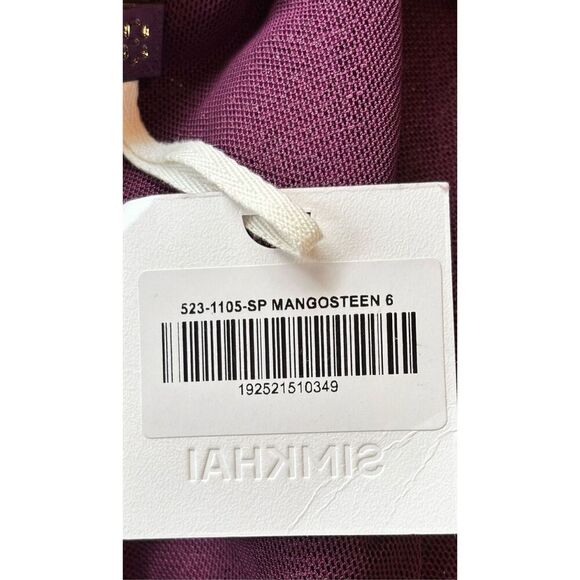 523-1105-SP MANGOSTEEN 6
192521510349
SIMKHAI